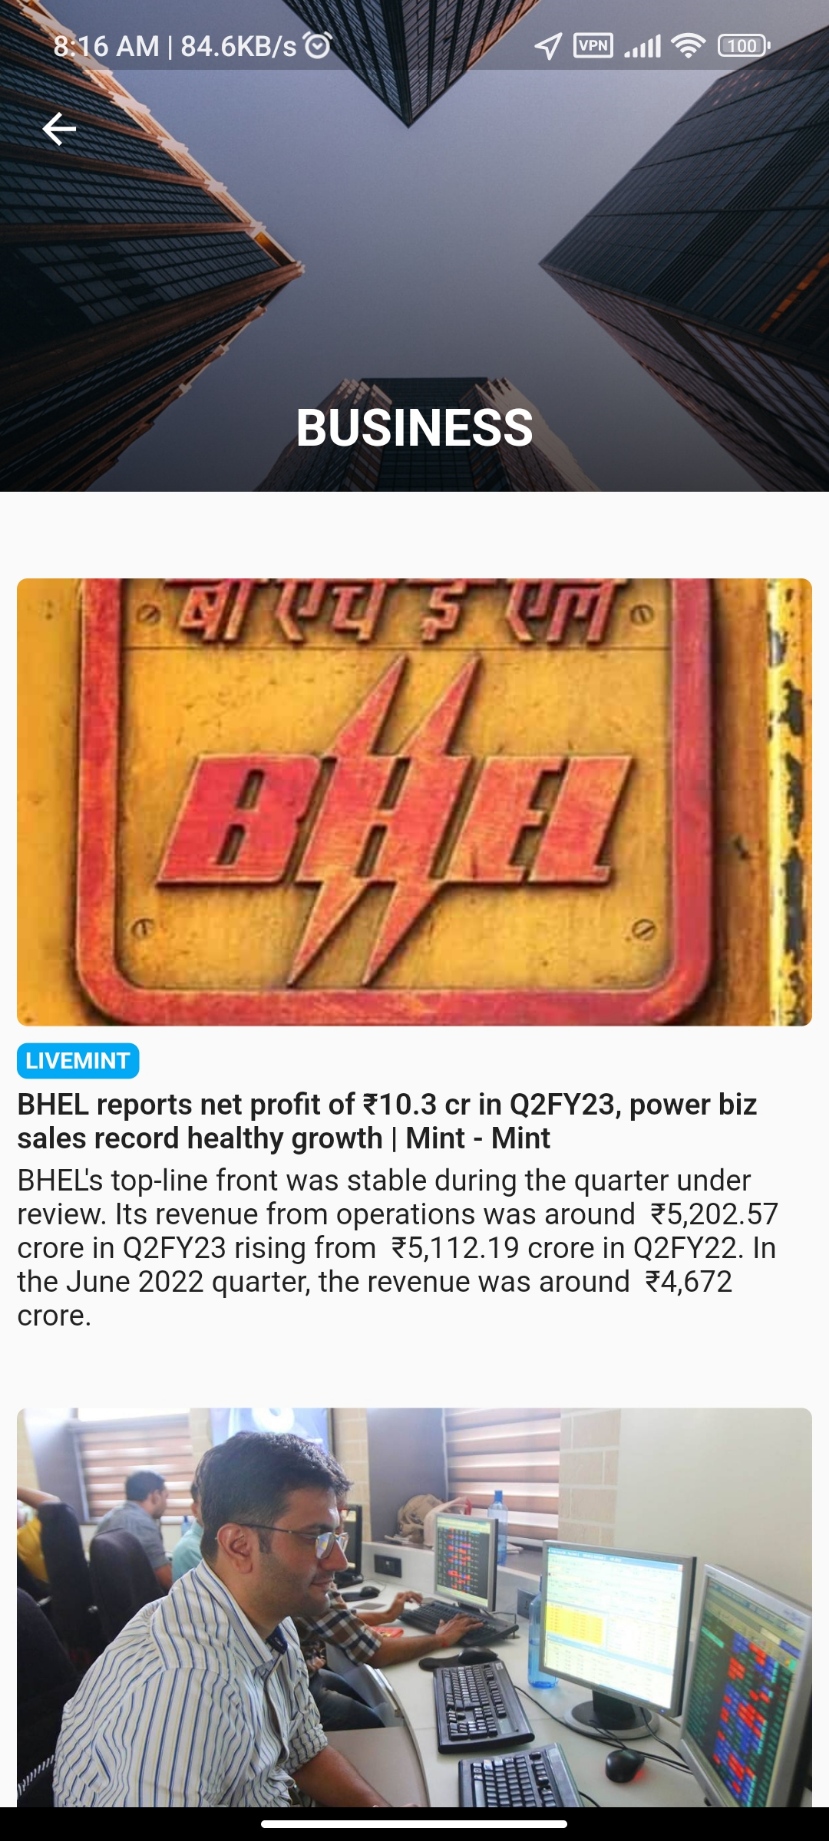 8:16 AM | 84.6KB/s
VPN
100
BUSINESS
बी एच ई एल
BHEL
LIVEMINT
BHEL reports net profit of ₹10.3 cr in Q2FY23, power biz
sales record healthy growth | Mint - Mint
BHEL's top-line front was stable during the quarter under
review. Its revenue from operations was around  ₹5,202.57
crore in Q2FY23 rising from  ₹5,112.19 crore in Q2FY22. In
the June 2022 quarter, the revenue was around  ₹4,672
crore.